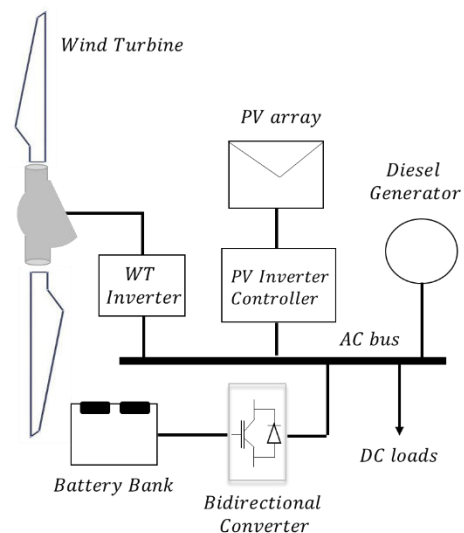 Wind Turbine
PV array
Diesel
Generator
WT
Inverter
PV Inverter
Controller
AC bus
DC loads
Battery Bank
Bidirectional
Converter